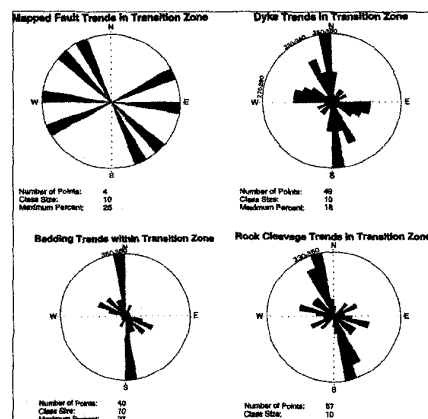 Mapped Fault Trends in Transition Zone
N
W
E
S
Number of Points: 4
Class Size: 10
Maximum Percent: 25
Dyke Trends in Transition Zone
N
W
E
S
Number of Points: 49
Class Size: 10
Maximum Percent: 18
Bedding Trends within Transition Zone
N
W
E
S
Number of Points: 40
Class Size: 10
Rock Cleavage Trends in Transition Zone
N
W
E
S
Number of Points: 87
Class Size: 10